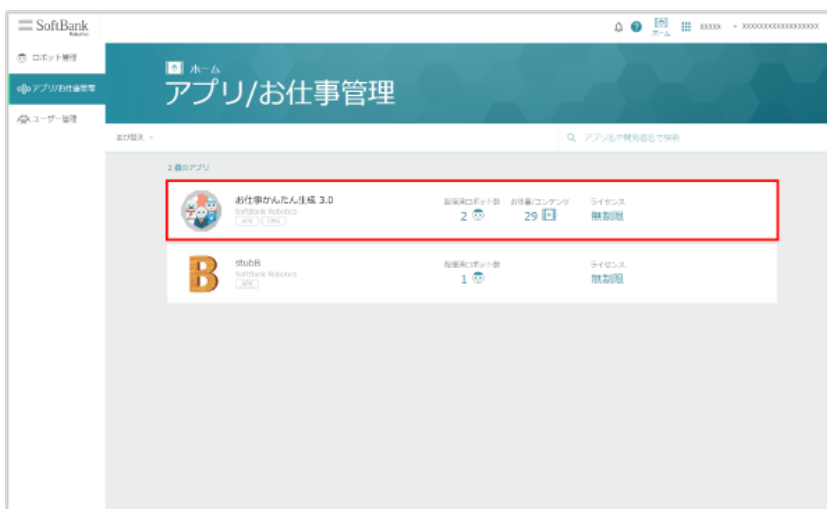 SoftBank
Robotics
ホーム
XXXXX
XXXXXXXXXXXXXXXXXX
ロボット管理
アプリ/お仕事管理
ユーザー管理
ホーム
アプリ/お仕事管理
並び替え
アプリ名や開発者名で検索
2 個のアプリ
お仕事かんたん生成 3.0
SoftBank Robotics
APK CMS
配信済ロボット数 お仕事/コンテンツ ライセンス
2 29 無制限
stubB
SoftBank Robotics
APK
配信済ロボット数 ライセンス
1 無制限